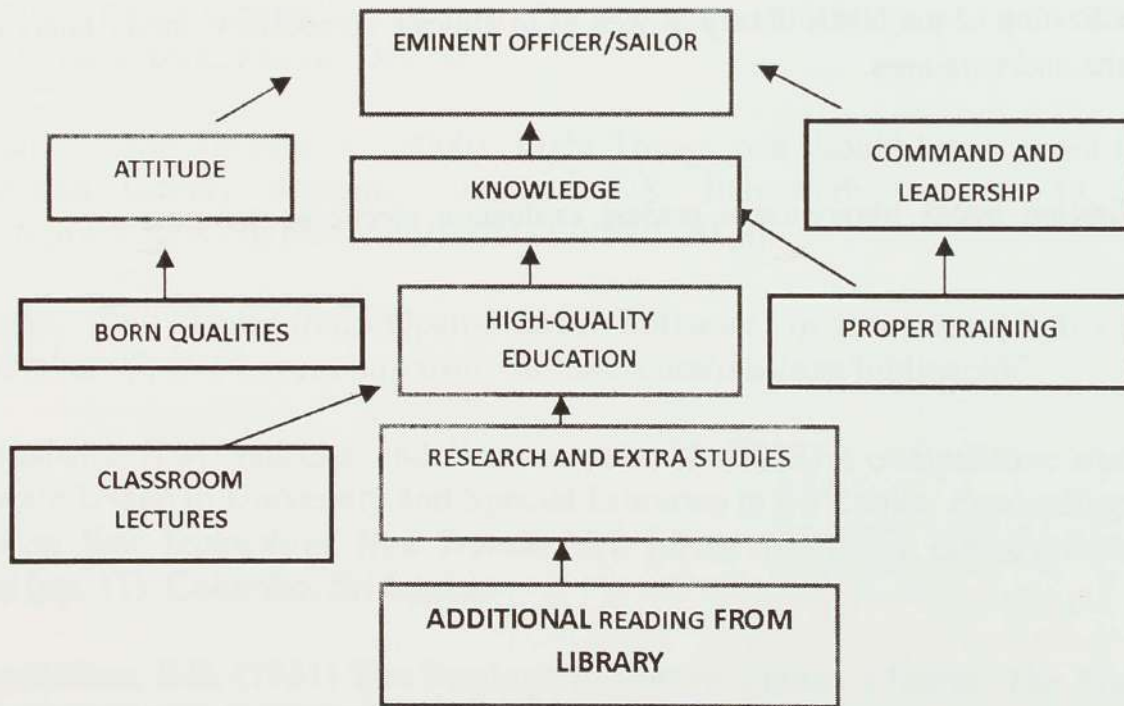 EMINENT OFFICER/SAILOR
ATTITUDE
KNOWLEDGE
COMMAND AND
LEADERSHIP
BORN QUALITIES
HIGH-QUALITY
EDUCATION
PROPER TRAINING
CLASSROOM
LECTURES
RESEARCH AND EXTRA STUDIES
ADDITIONAL READING FROM
LIBRARY